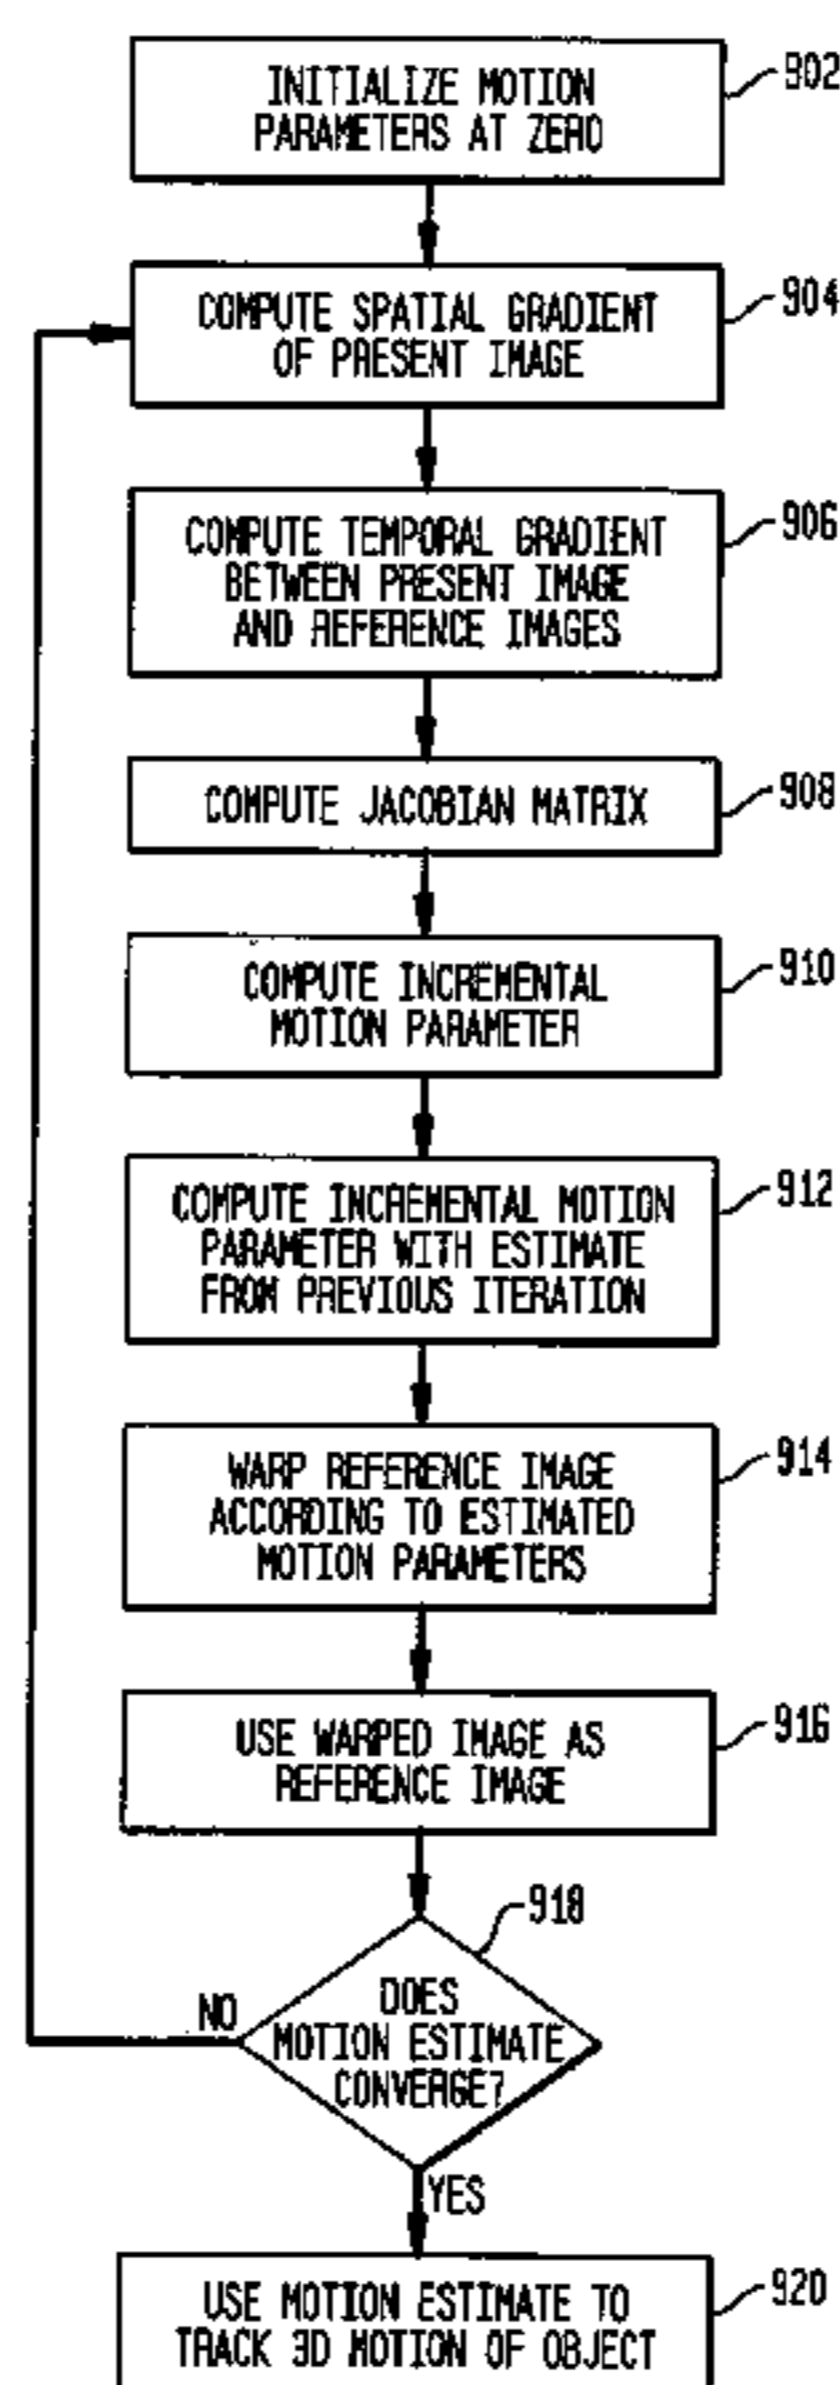 INITIALIZE MOTION
PARAMETERS AT ZERO
902
COMPUTE SPATIAL GRADIENT
OF PRESENT IMAGE
904
COMPUTE TEMPORAL GRADIENT
BETWEEN PRESENT IMAGE
AND REFERENCE IMAGES
906
COMPUTE JACOBIAN MATRIX
908
COMPUTE INCREMENTAL
MOTION PARAMETER
910
COMPUTE INCREMENTAL MOTION
PARAMETER WITH ESTIMATE
FROM PREVIOUS ITERATION
912
WARP REFERENCE IMAGE
ACCORDING TO ESTIMATED
MOTION PARAMETERS
914
USE WARPED IMAGE AS
REFERENCE IMAGE
916
918
DOES
MOTION ESTIMATE
CONVERGE?
NO
YES
USE MOTION ESTIMATE TO
TRACK 3D MOTION OF OBJECT
920